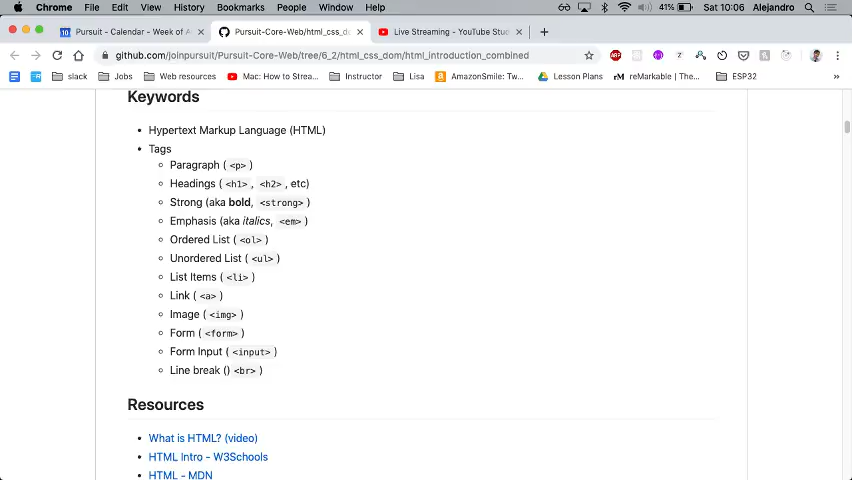 Chrome File Edit View History Bookmarks People Window Help 41% Sat 10:06 Alejandro
10 Pursuit - Calendar - Week of A
Pursuit-Core-Web/html_css_do
Live Streaming - YouTube Stud
github.com/joinpursuit/Pursuit-Core-Web/tree/6_2/html_css_dom/html_introduction_combined
slack Jobs Web resources Mac: How to Strea... Instructor Lisa AmazonSmile: Tw... Lesson Plans rM reMarkable | The... ESP32 »
Keywords
Hypertext Markup Language (HTML)
Tags
Paragraph ( <p> )
Headings ( <h1> , <h2> , etc)
Strong (aka bold, <strong> )
Emphasis (aka italics, <em> )
Ordered List ( <ol> )
Unordered List ( <ul> )
List Items ( <li> )
Link ( <a> )
Image ( <img> )
Form ( <form> )
Form Input ( <input> )
Line break () <br> )
Resources
What is HTML? (video)
HTML Intro - W3Schools
HTML - MDN